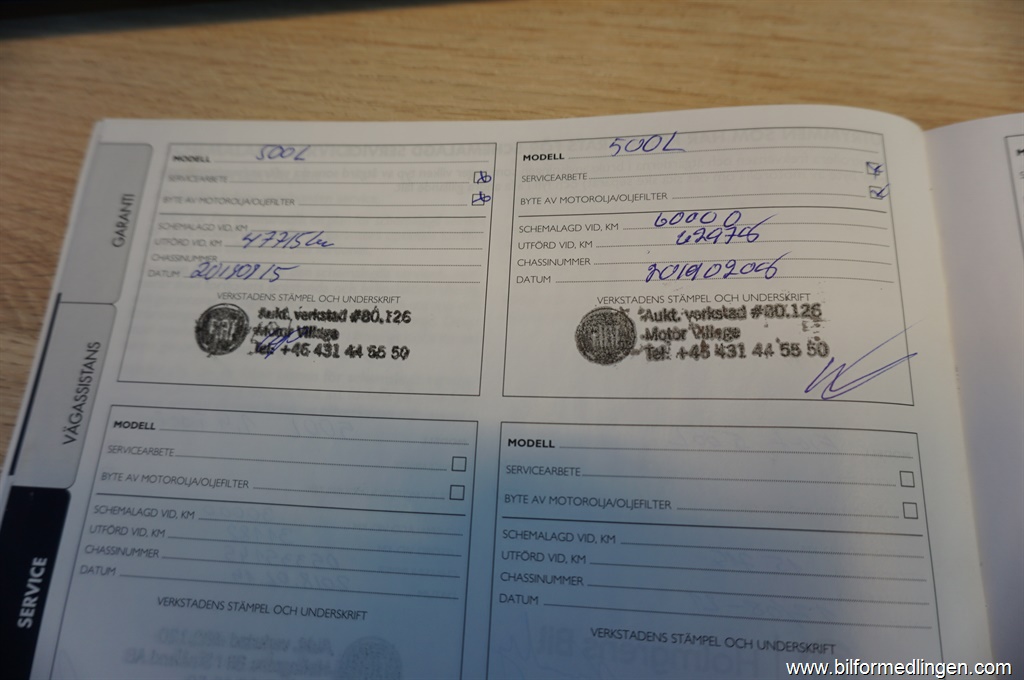 GARANTI
VÄGASSISTANS
SERVICE
MODELL 500L
SERVICEARBETE
BYTE AV MOTOROLJA/OLJEFILTER
SCHEMALAGD VID, KM
UTFÖRD VID, KM 47715 km
CHASSINUMMER
DATUM 20180815
VERKSTADENS STÄMPEL OCH UNDERSKRIFT
Aukt. verkstad #80.126
Motor Village
Tel: +46 431 44 55 50
MODELL 500L
SERVICEARBETE
BYTE AV MOTOROLJA/OLJEFILTER
SCHEMALAGD VID, KM 60000
UTFÖRD VID, KM 62976
CHASSINUMMER
DATUM 20190206
VERKSTADENS STÄMPEL OCH UNDERSKRIFT
Aukt. verkstad #80.126
Motor Village
Tel: +46 431 44 55 50
MODELL
SERVICEARBETE
BYTE AV MOTOROLJA/OLJEFILTER
SCHEMALAGD VID, KM
UTFÖRD VID, KM
CHASSINUMMER
DATUM
VERKSTADENS STÄMPEL OCH UNDERSKRIFT
MODELL
SERVICEARBETE
BYTE AV MOTOROLJA/OLJEFILTER
SCHEMALAGD VID, KM
UTFÖRD VID, KM
CHASSINUMMER
DATUM
VERKSTADENS STÄMPEL OCH UNDERSKRIFT
www.bilformedlingen.com